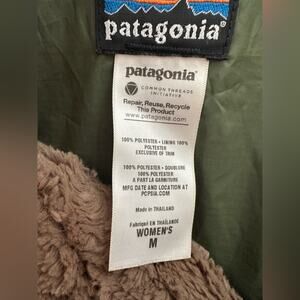 patagonia®
patagonia®
COMMON THREADS
INITIATIVE
Repair, Reuse, Recycle
This Product
www.patagonia.com
100% POLYESTER • LINING 100%
POLYESTER
EXCLUSIVE OF TRIM
100% POLYESTER • DOUBLURE
100% POLYESTER
A PART LA GARNITURE
MFG DATE AND LOCATION AT
PCPSIA.COM
Made in THAILAND
Fabriqué EN THAÏLANDE
WOMEN'S
M